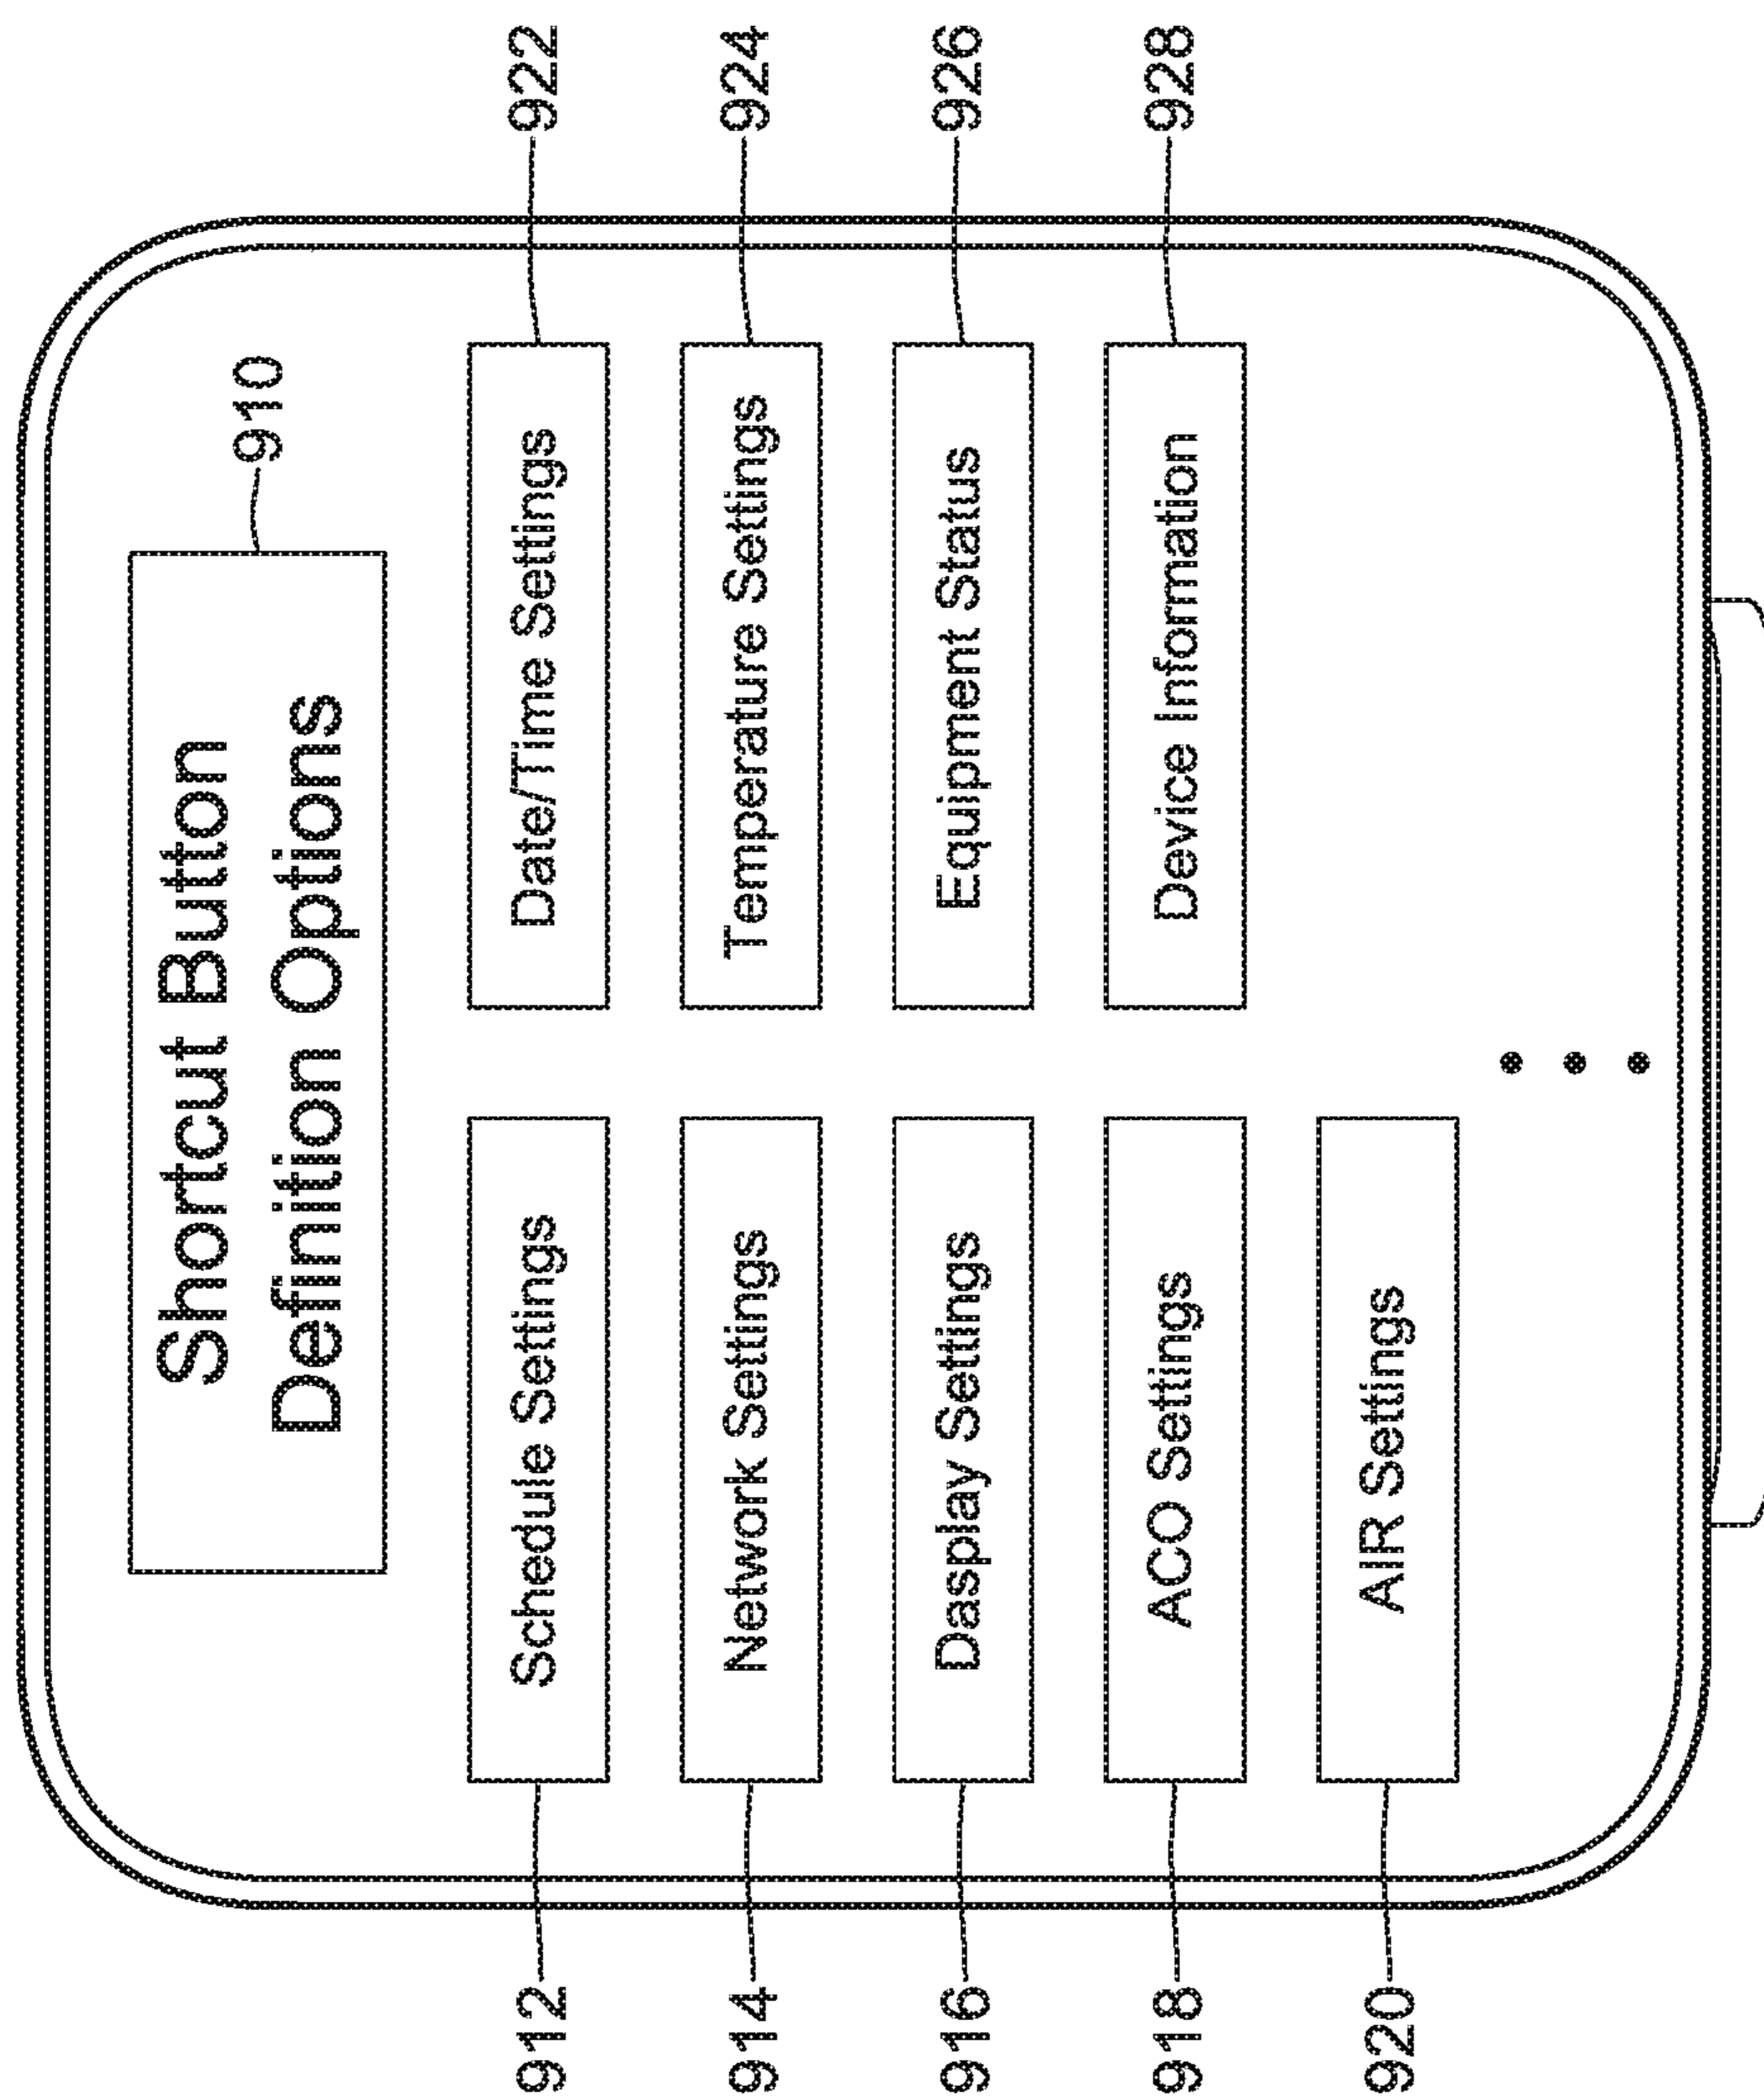 910
Shortcut Button
Definition Options
912
Schedule Settings
Date/Time Settings
922
914
Network Settings
Temperature Settings
924
916
Dasplay Settings
Equipment Status
926
918
ACO Settings
Device Information
928
920
AIR Settings